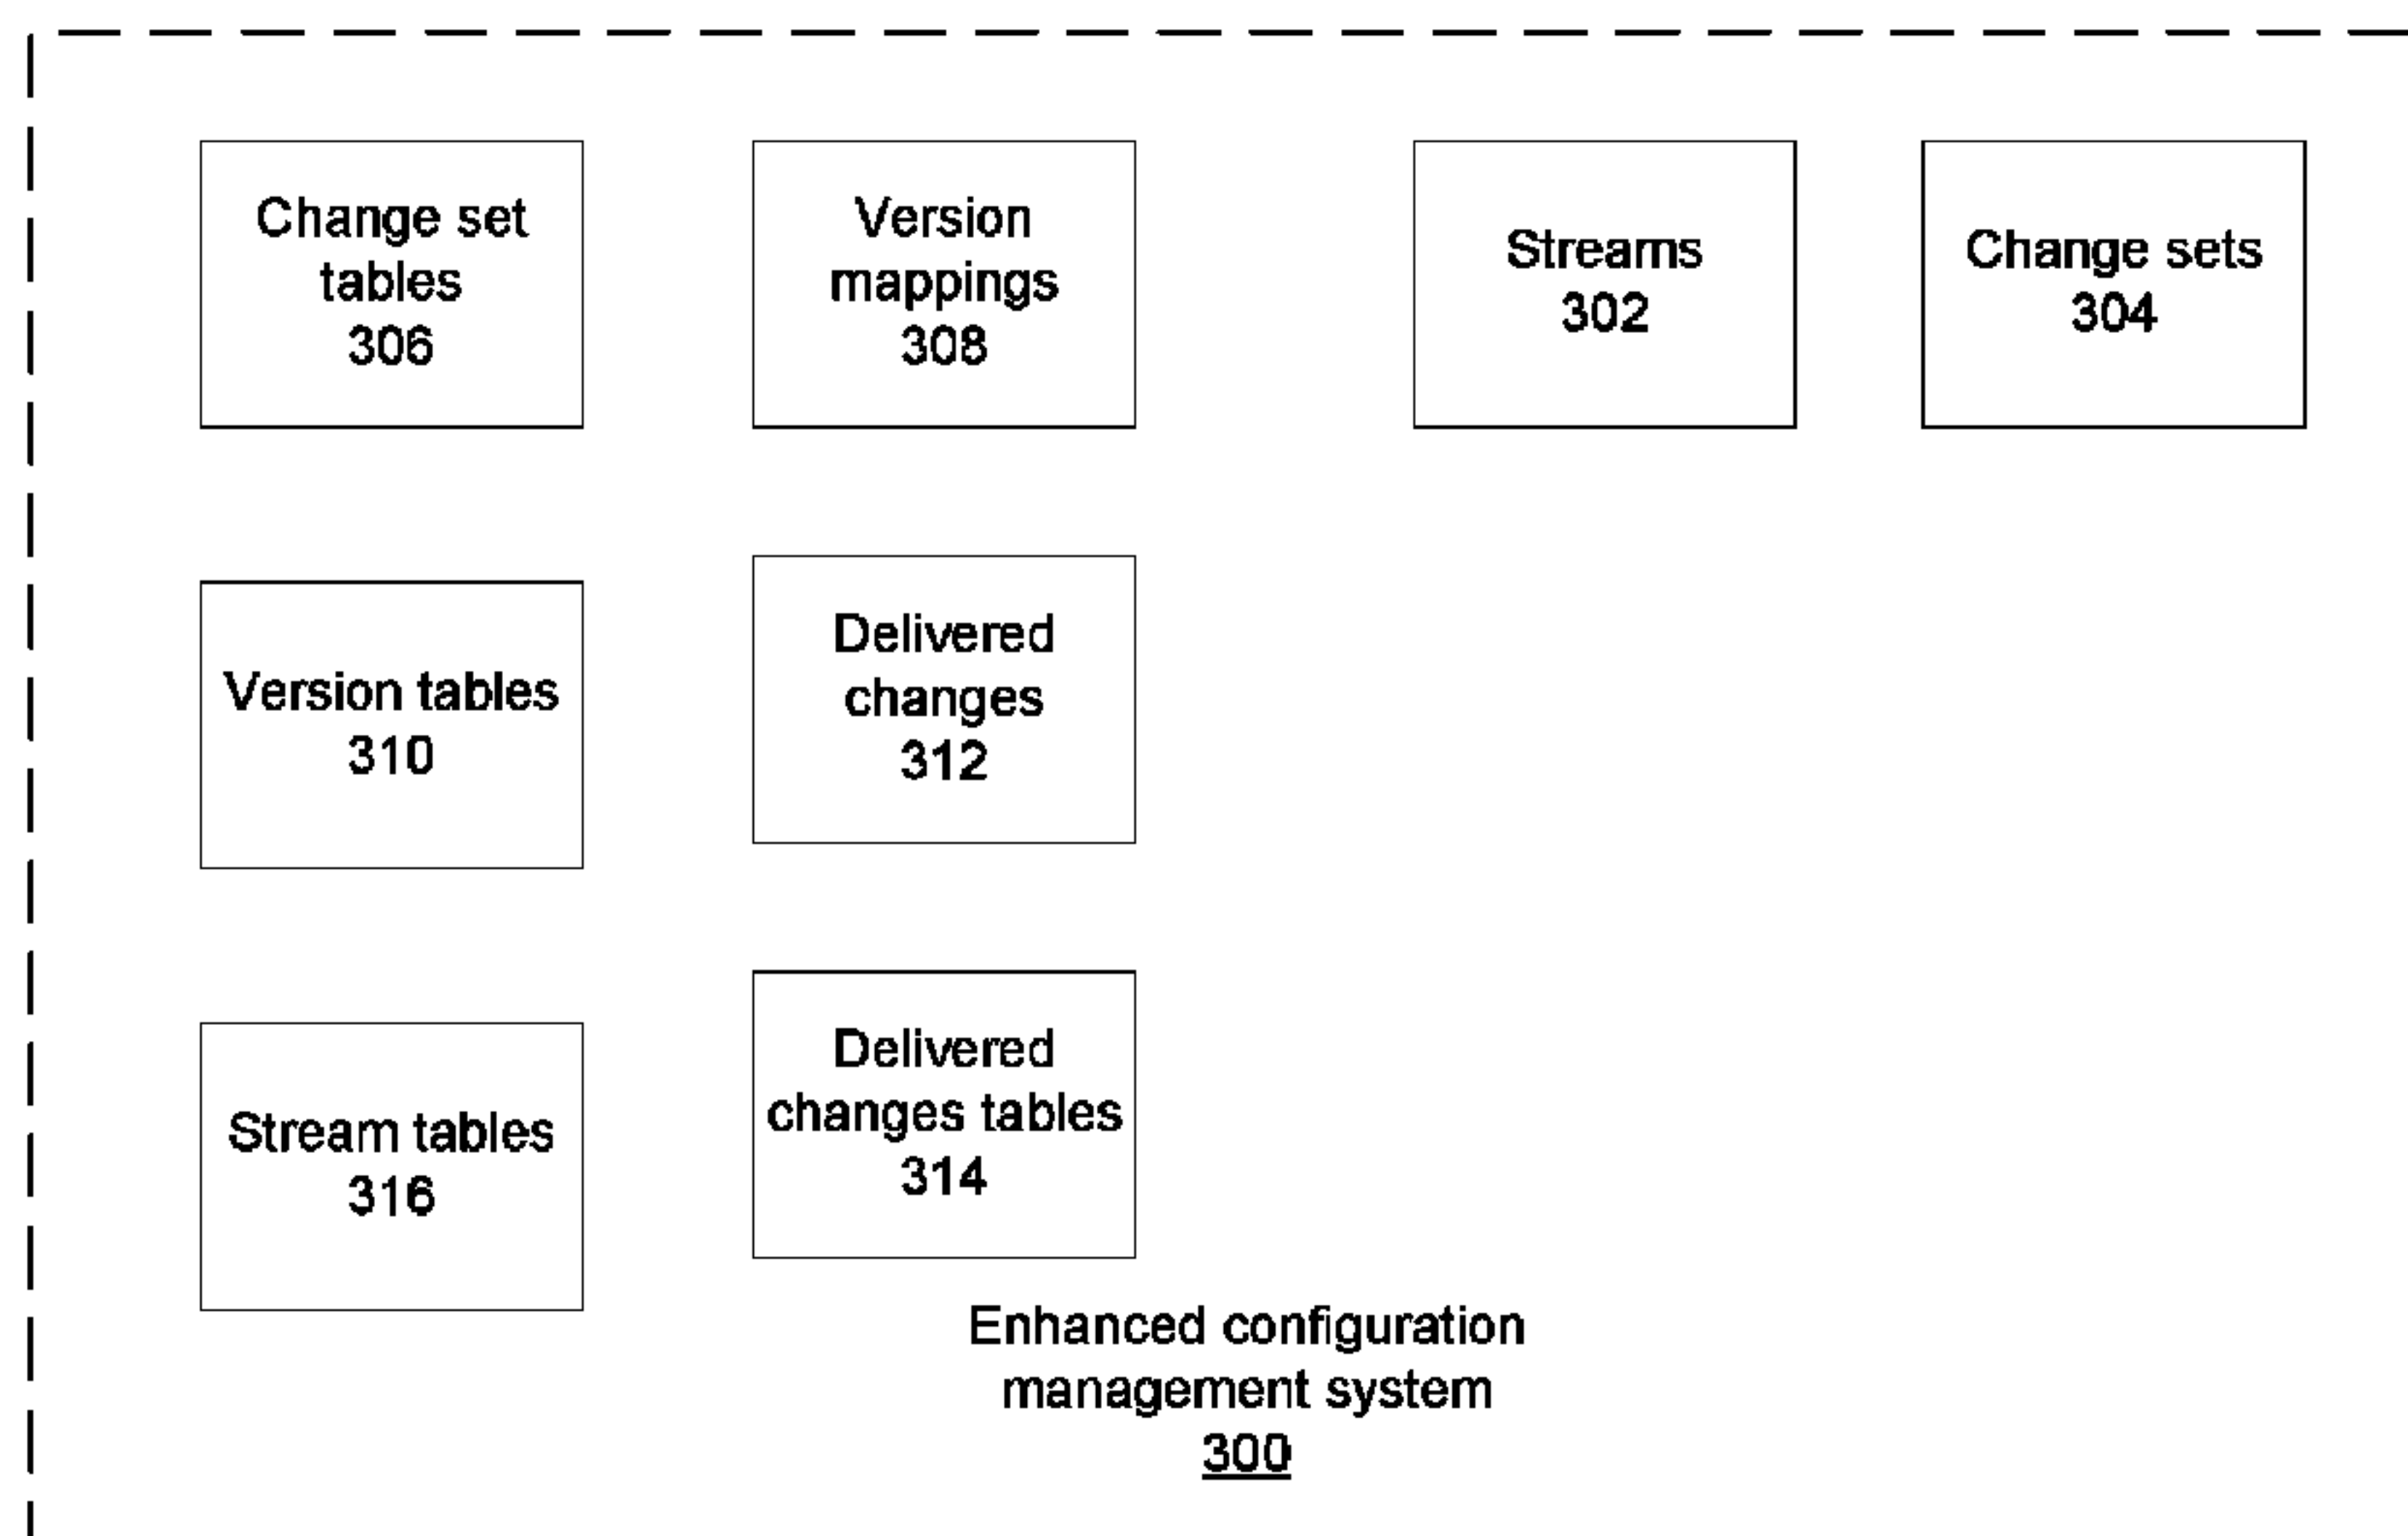 Change set
tables
306
Version
mappings
308
Streams
302
Change sets
304
Version tables
310
Delivered
changes
312
Stream tables
316
Delivered
changes tables
314
Enhanced configuration
management system
300